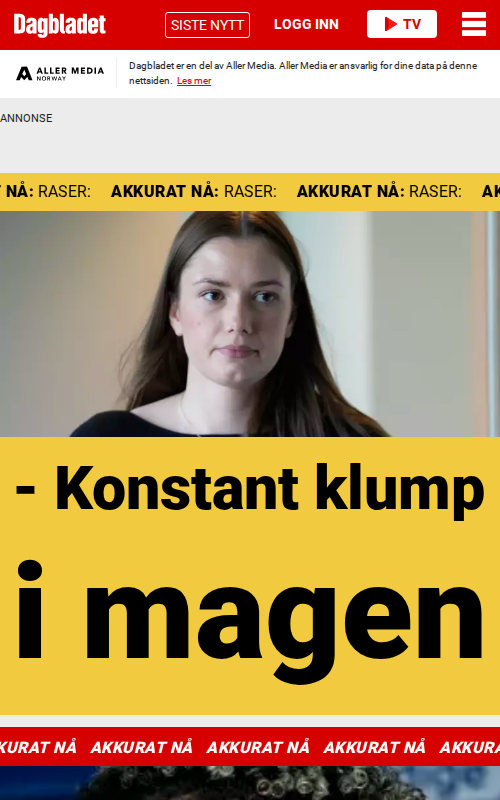 Dagbladet SISTE NYTT LOGG INN TV
ALLER MEDIA
NORWAY
Dagbladet er en del av Aller Media. Aller Media er ansvarlig for dine data på denne
nettsiden. Les mer
ANNONSE
NÅ: RASER: AKKURAT NÅ: RASER: AKKURAT NÅ: RASER: AK
- Konstant klump
i magen
KURAT NÅ AKKURAT NÅ AKKURAT NÅ AKKURAT NÅ AKKURA